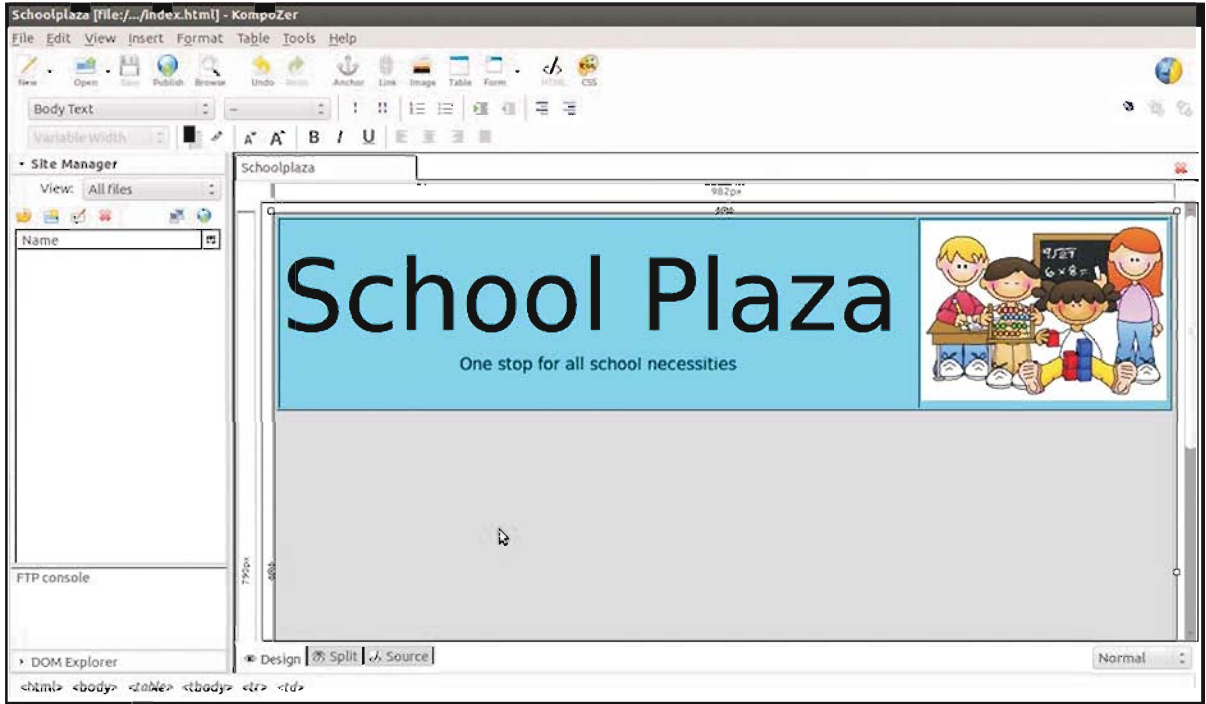 Schoolplaza [file:/.../index.html] - KompoZer
File Edit View Insert Format Table Tools Help
New Open Save Publish Browse Undo Redo Anchor Link Image Table Form HTML CSS
Body Text
Variable Width
A A B I U
Site Manager
Schoolplaza
View: All files
982px
Name
School Plaza
One stop for all school necessities
6 × 8 =
790px
FTP console
DOM Explorer
Design Split Source
Normal
<html> <body> <table> <tbody> <tr> <td>